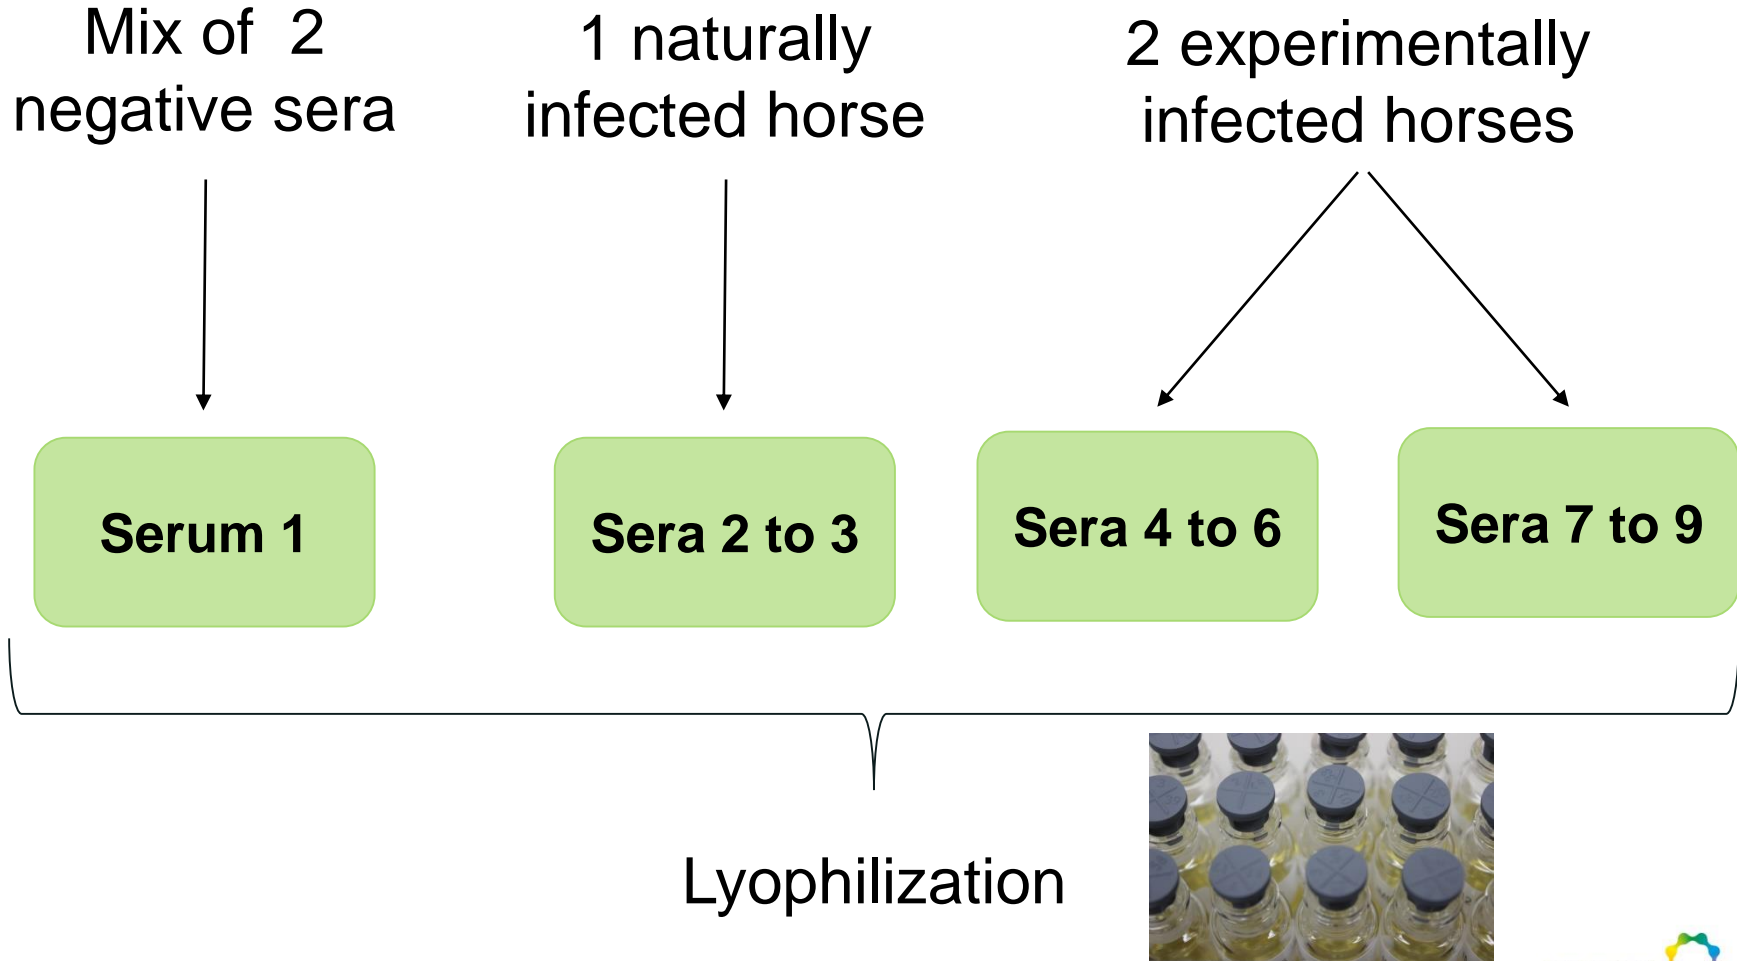 Mix of 2
negative sera
1 naturally
infected horse
2 experimentally
infected horses
Serum 1
Sera 2 to 3
Sera 4 to 6
Sera 7 to 9
Lyophilization